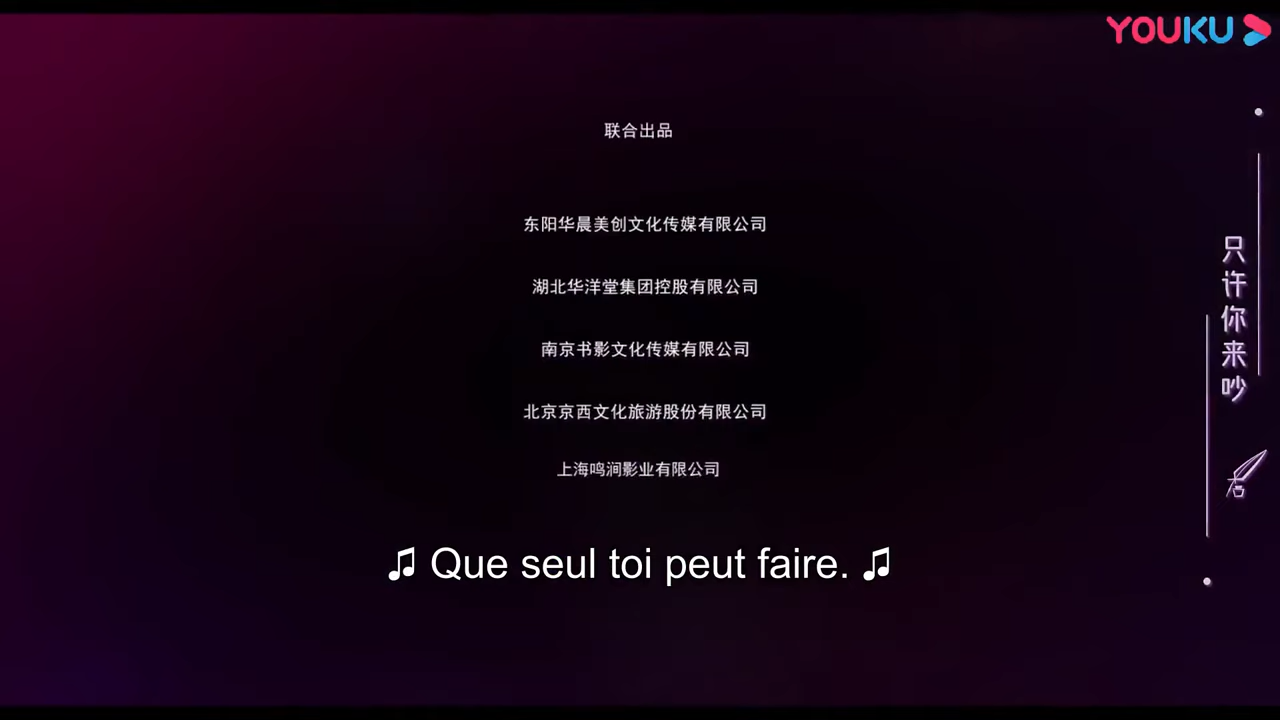 YOUKU
联合出品
东阳华晨美创文化传媒有限公司
湖北华洋堂集团控股有限公司
南京书影文化传媒有限公司
北京京西文化旅游股份有限公司
上海鸣涧影业有限公司
只许你来吵
♫ Que seul toi peut faire. ♫